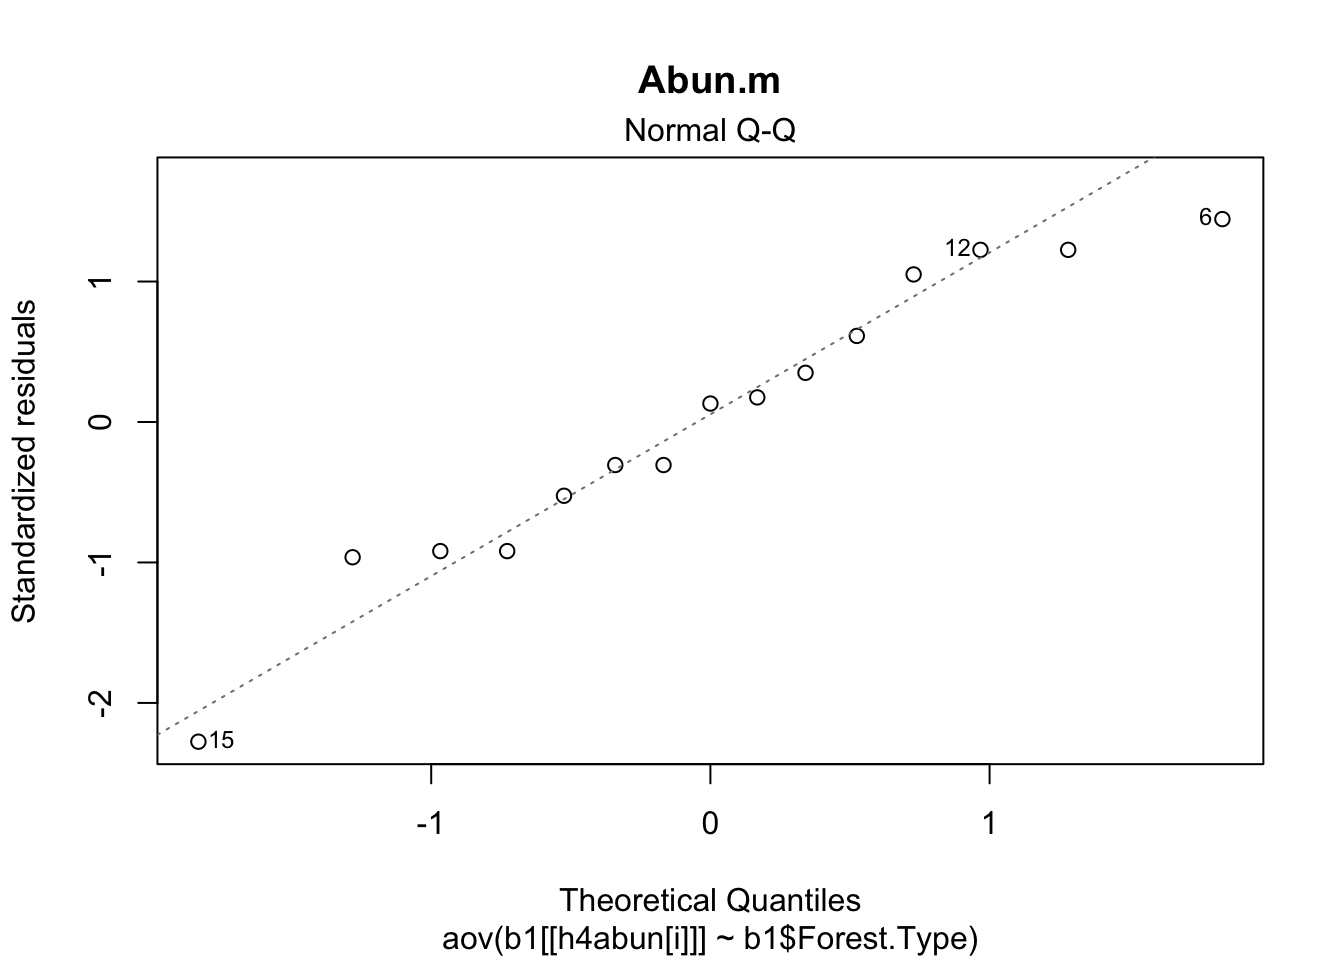 Abun.m
Normal Q-Q
Standardized residuals
1
0
-1
-2
6
12
15
-1
0
1
Theoretical Quantiles
aov(b1[[h4abun[i]]] ~ b1$Forest.Type)